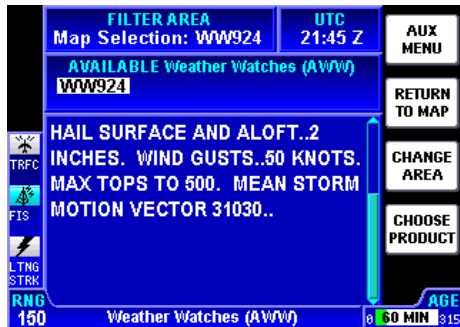 FILTER AREA
Map Selection: WW924
UTC
21:45 Z
AUX
MENU
AVAILABLE Weather Watches (AWW)
WW924
RETURN
TO MAP
HAIL SURFACE AND ALOFT..2
INCHES. WIND GUSTS..50 KNOTS.
MAX TOPS TO 500. MEAN STORM
MOTION VECTOR 31030..
TRFC
FIS
LTNG
STRK
CHANGE
AREA
CHOOSE
PRODUCT
RNG
150
Weather Watches (AWW)
AGE
0 60 MIN 315